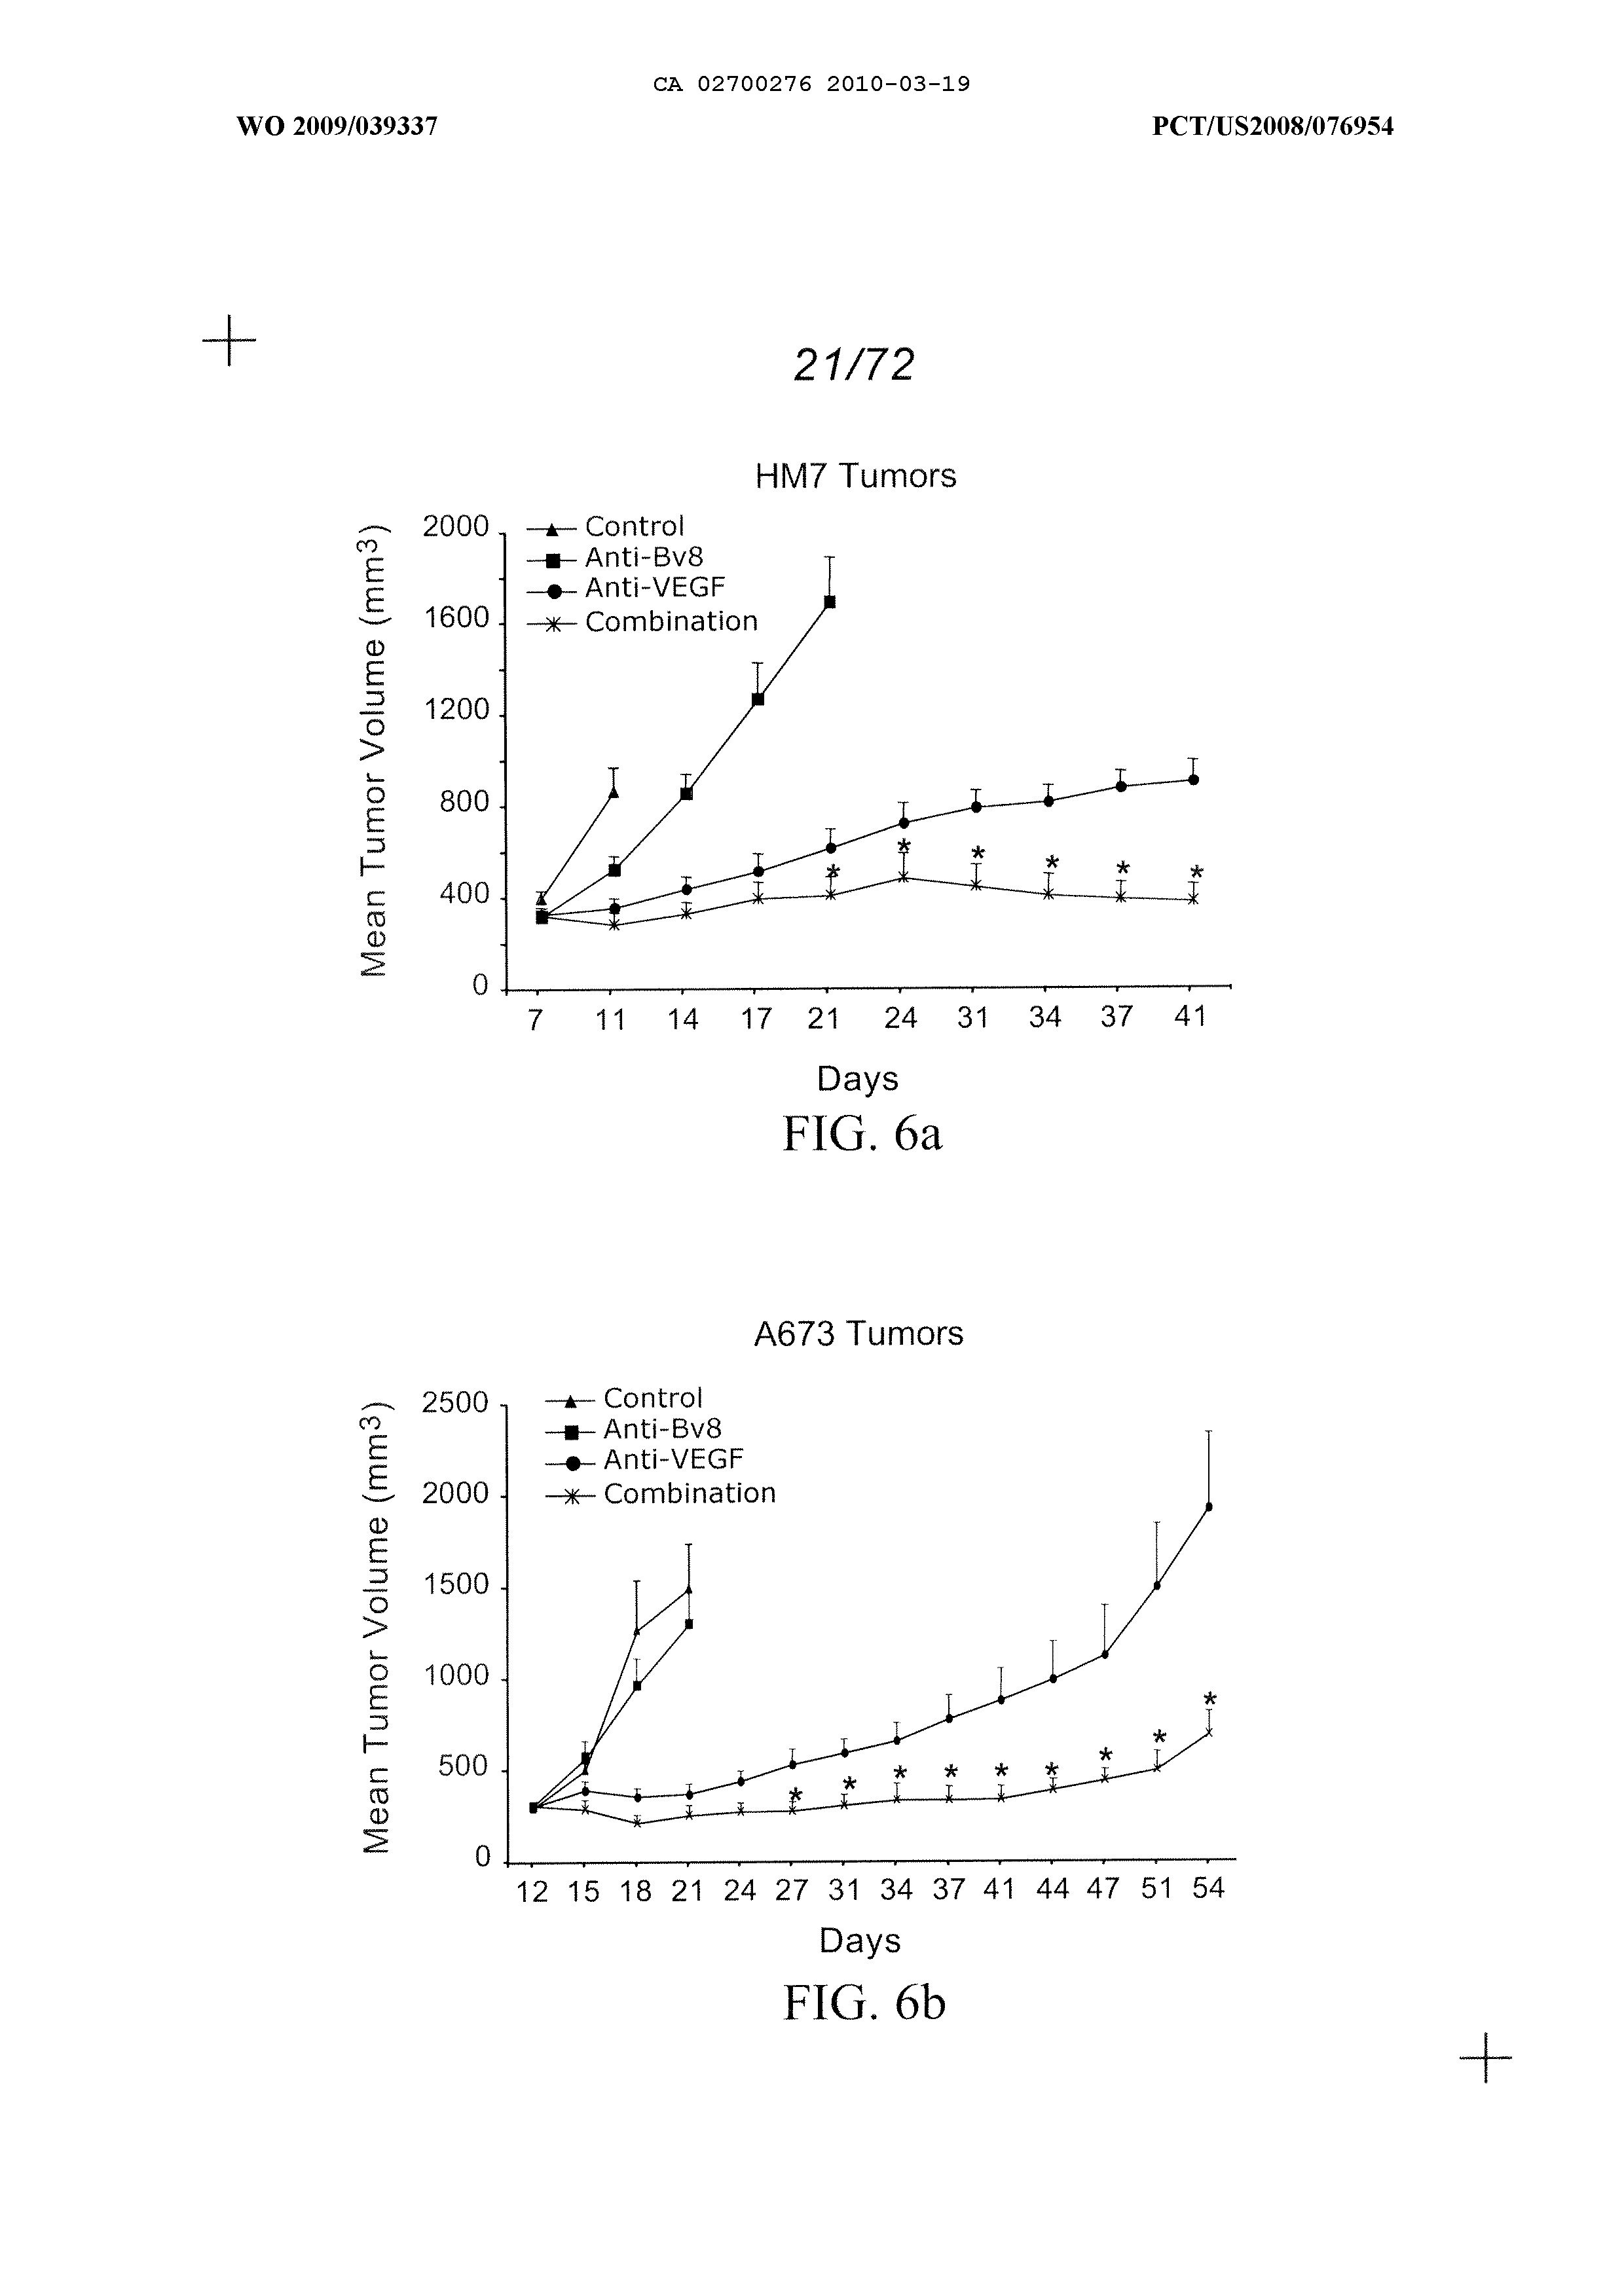 CA 02700276 2010-03-19
WO 2009/039337
PCT/US2008/076954
21/72
HM7 Tumors
Mean Tumor Volume (mm3)
2000
1600
1200
800
400
0
Control
Anti-Bv8
Anti-VEGF
Combination
* * * * * *
7 11 14 17 21 24 31 34 37 41
Days
FIG. 6a
A673 Tumors
Mean Tumor Volume (mm3)
2500
2000
1500
1000
500
0
Control
Anti-Bv8
Anti-VEGF
Combination
* * * * * * * * *
12 15 18 21 24 27 31 34 37 41 44 47 51 54
Days
FIG. 6b